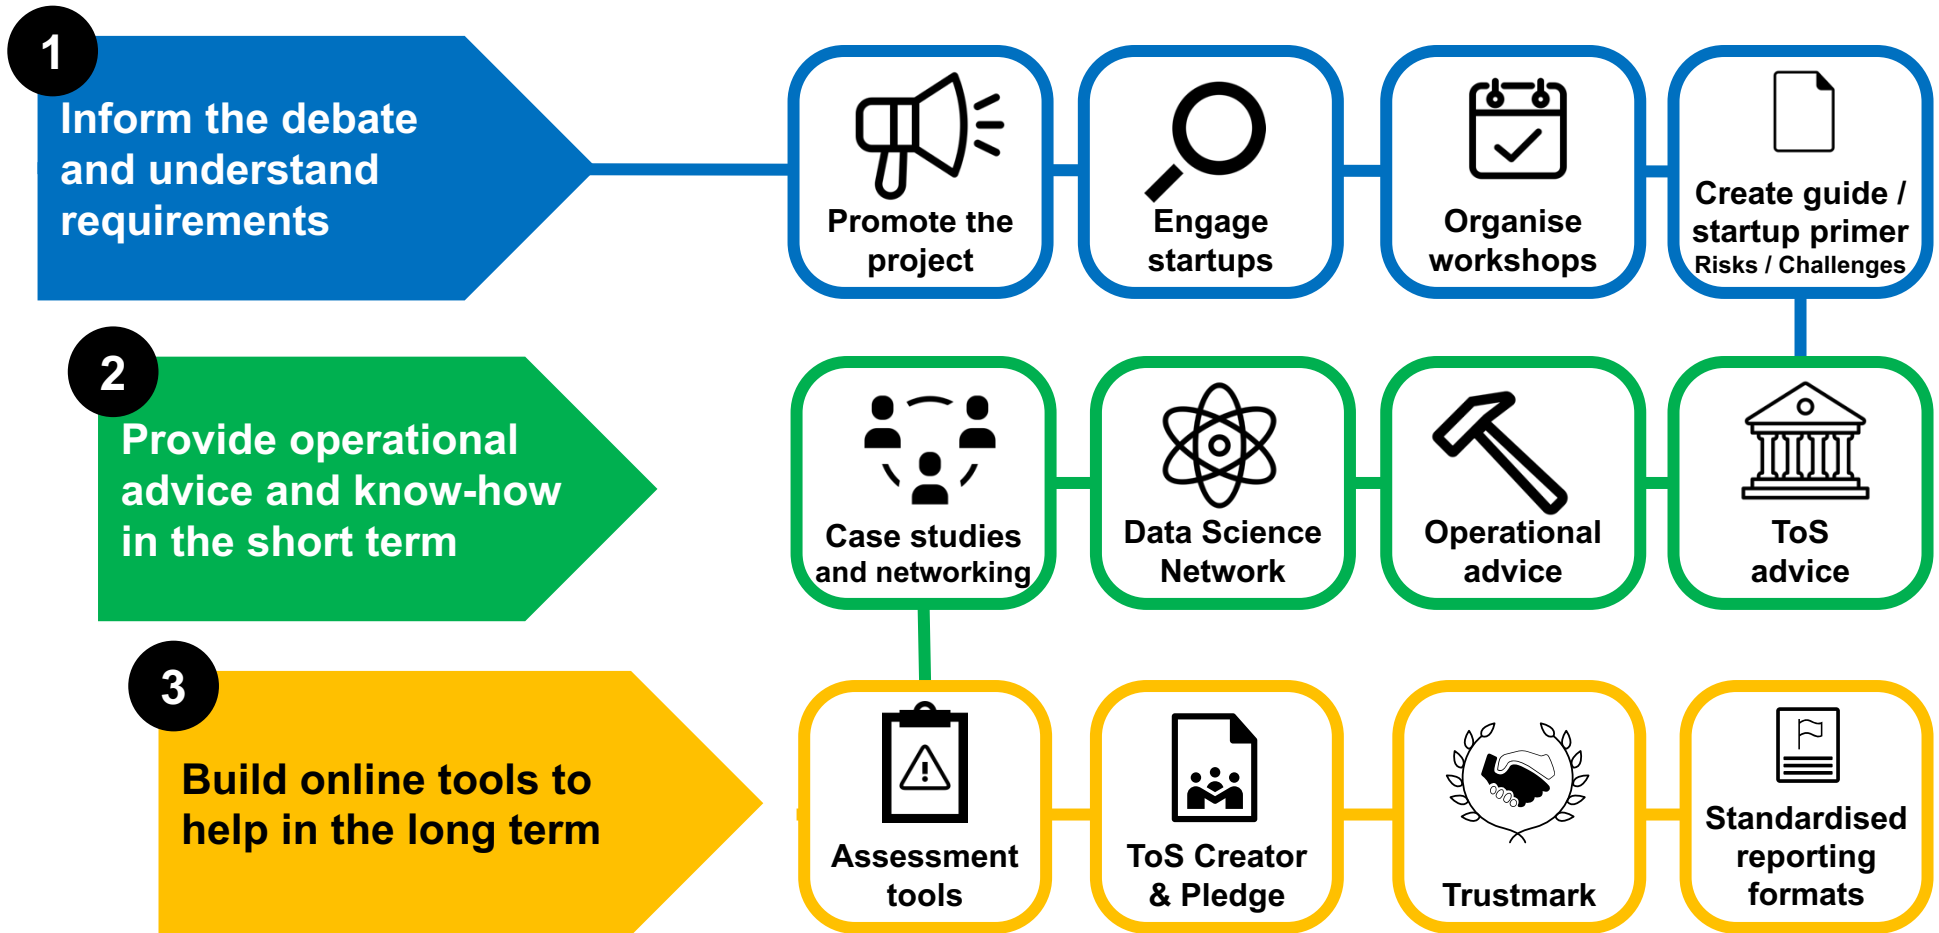 1
Inform the debate
and understand
requirements
Promote the
project
Engage
startups
Organise
workshops
Create guide /
startup primer
Risks / Challenges
2
Provide operational
advice and know-how
in the short term
Case studies
and networking
Data Science
Network
Operational
advice
ToS
advice
3
Build online tools to
help in the long term
Assessment
tools
ToS Creator
& Pledge
Trustmark
Standardised
reporting
formats